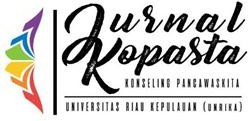 Jurnal
Kopasta
KONSELING PANCAWASKITA
UNIVERSITAS RIAU KEPULAUAN (UNRIKA)